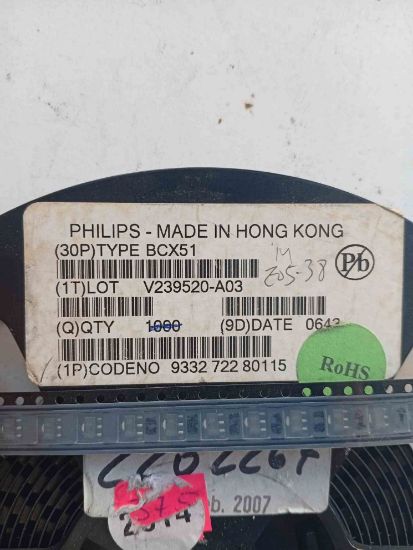 PHILIPS - MADE IN HONG KONG
(30P)TYPE BCX51
(1T)LOT V239520-A03
Pb
(Q)QTY 1000 (9D)DATE 0643
(1P)CODENO 9332 722 80115
RoHS
b. 2007
2014